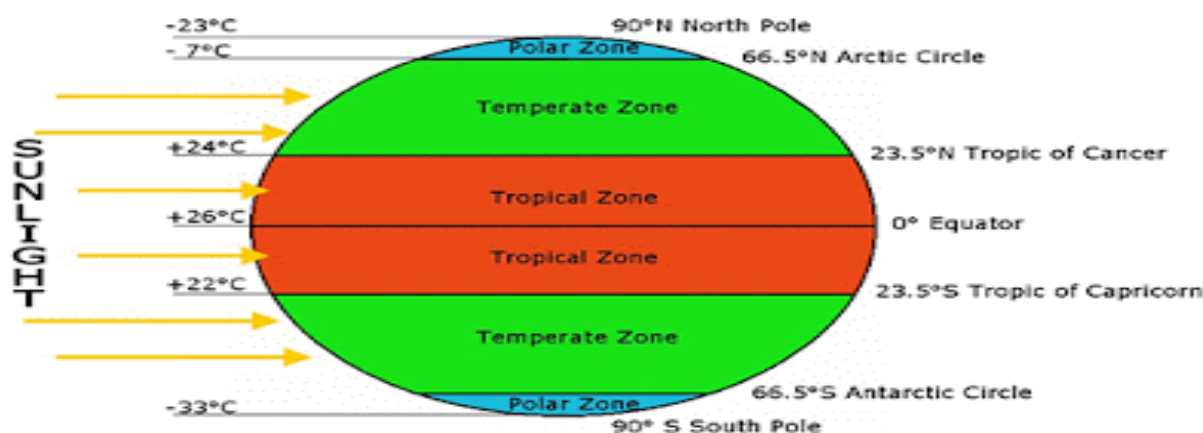 -23°C
90°N North Pole
Polar Zone
- 7°C
66.5°N Arctic Circle
Temperate Zone
SUNLIGHT
+24°C
23.5°N Tropic of Cancer
Tropical Zone
+26°C
0° Equator
Tropical Zone
+22°C
23.5°S Tropic of Capricorn
Temperate Zone
66.5°S Antarctic Circle
Polar Zone
-33°C
90° S South Pole